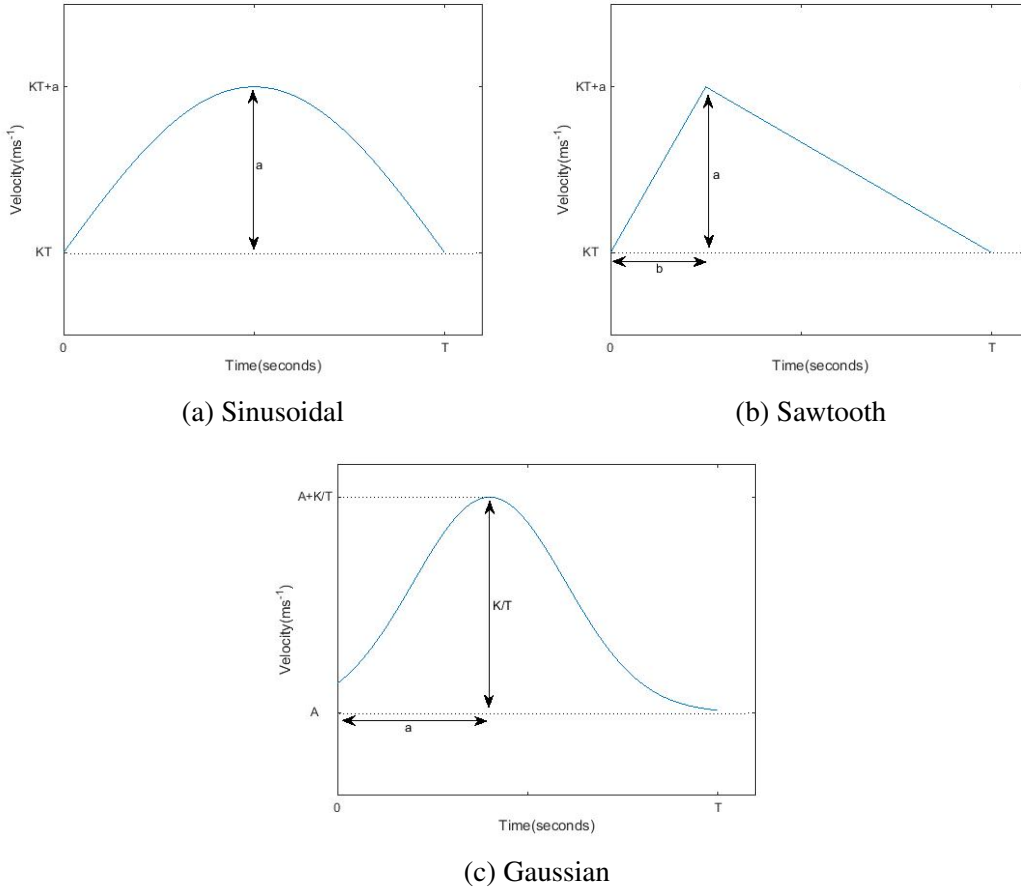 KT+a
a
KT
Velocity(ms⁻¹)
0
T
Time(seconds)
(a) Sinusoidal
KT+a
a
KT
b
Velocity(ms⁻¹)
0
T
Time(seconds)
(b) Sawtooth
A+K/T
K/T
A
a
Velocity(ms⁻¹)
0
T
Time(seconds)
(c) Gaussian